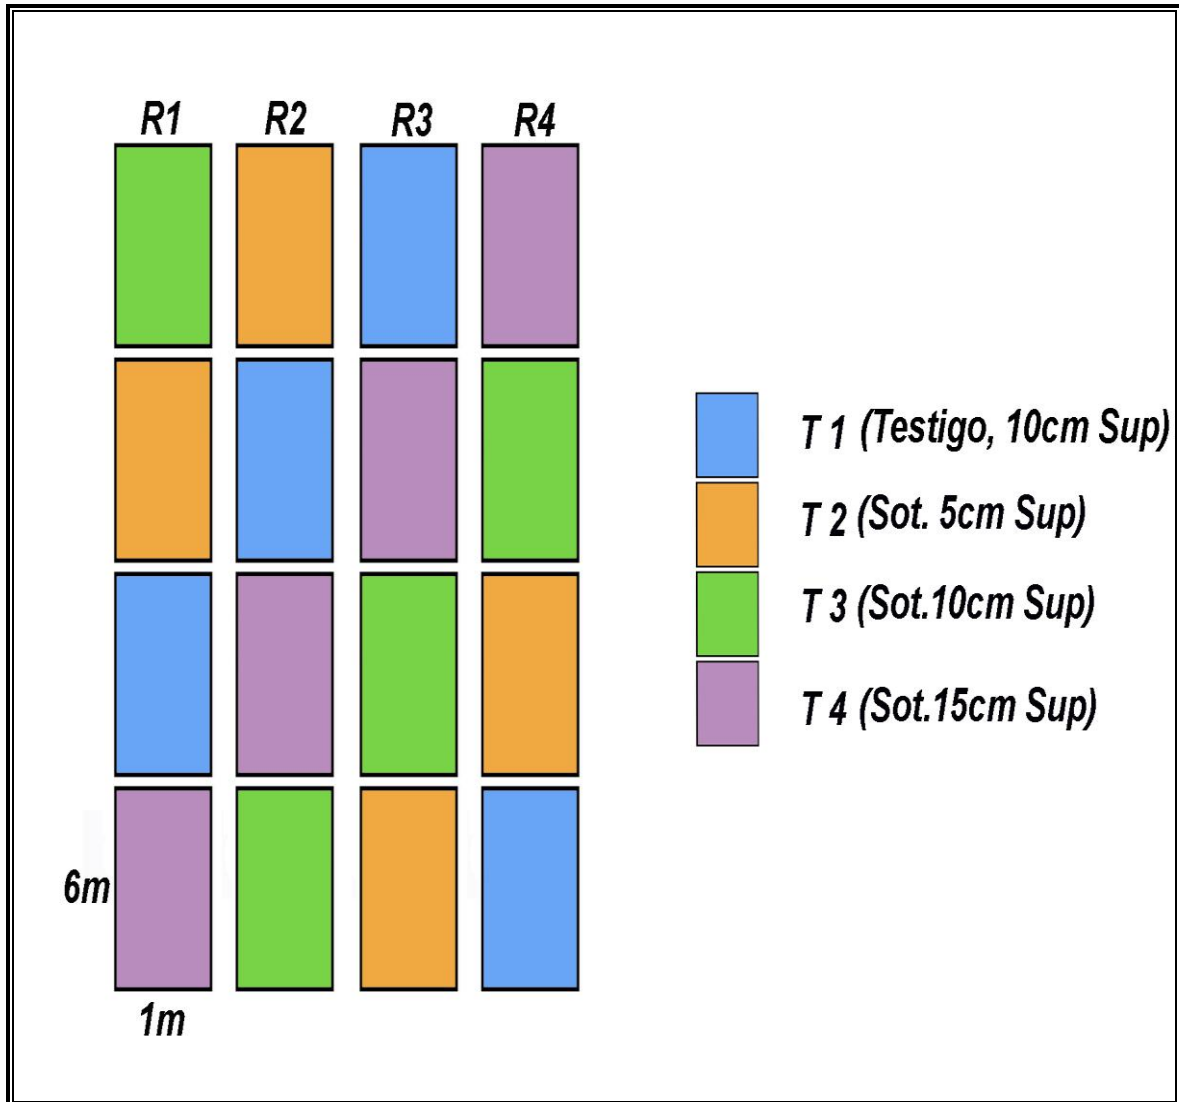 R1 R2 R3 R4
T 1 (Testigo, 10cm Sup)
T 2 (Sot. 5cm Sup)
T 3 (Sot.10cm Sup)
T 4 (Sot.15cm Sup)
6m
1m